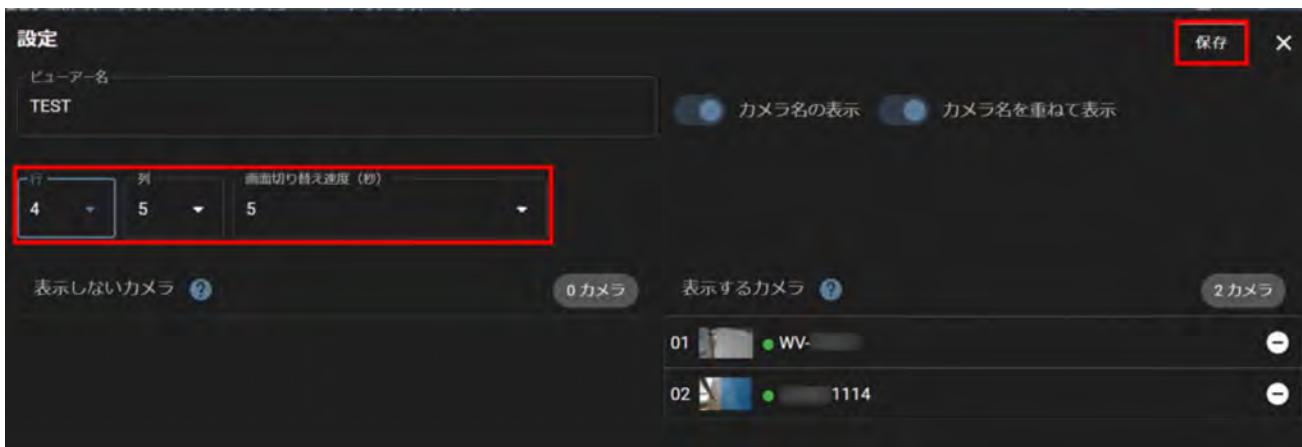 設定
保存
ビューアー名
TEST
カメラ名の表示
カメラ名を重ねて表示
行
列
画面切り替え速度（秒）
4
5
5
表示しないカメラ
0 カメラ
表示するカメラ
2 カメラ
01
WV-
02
1114